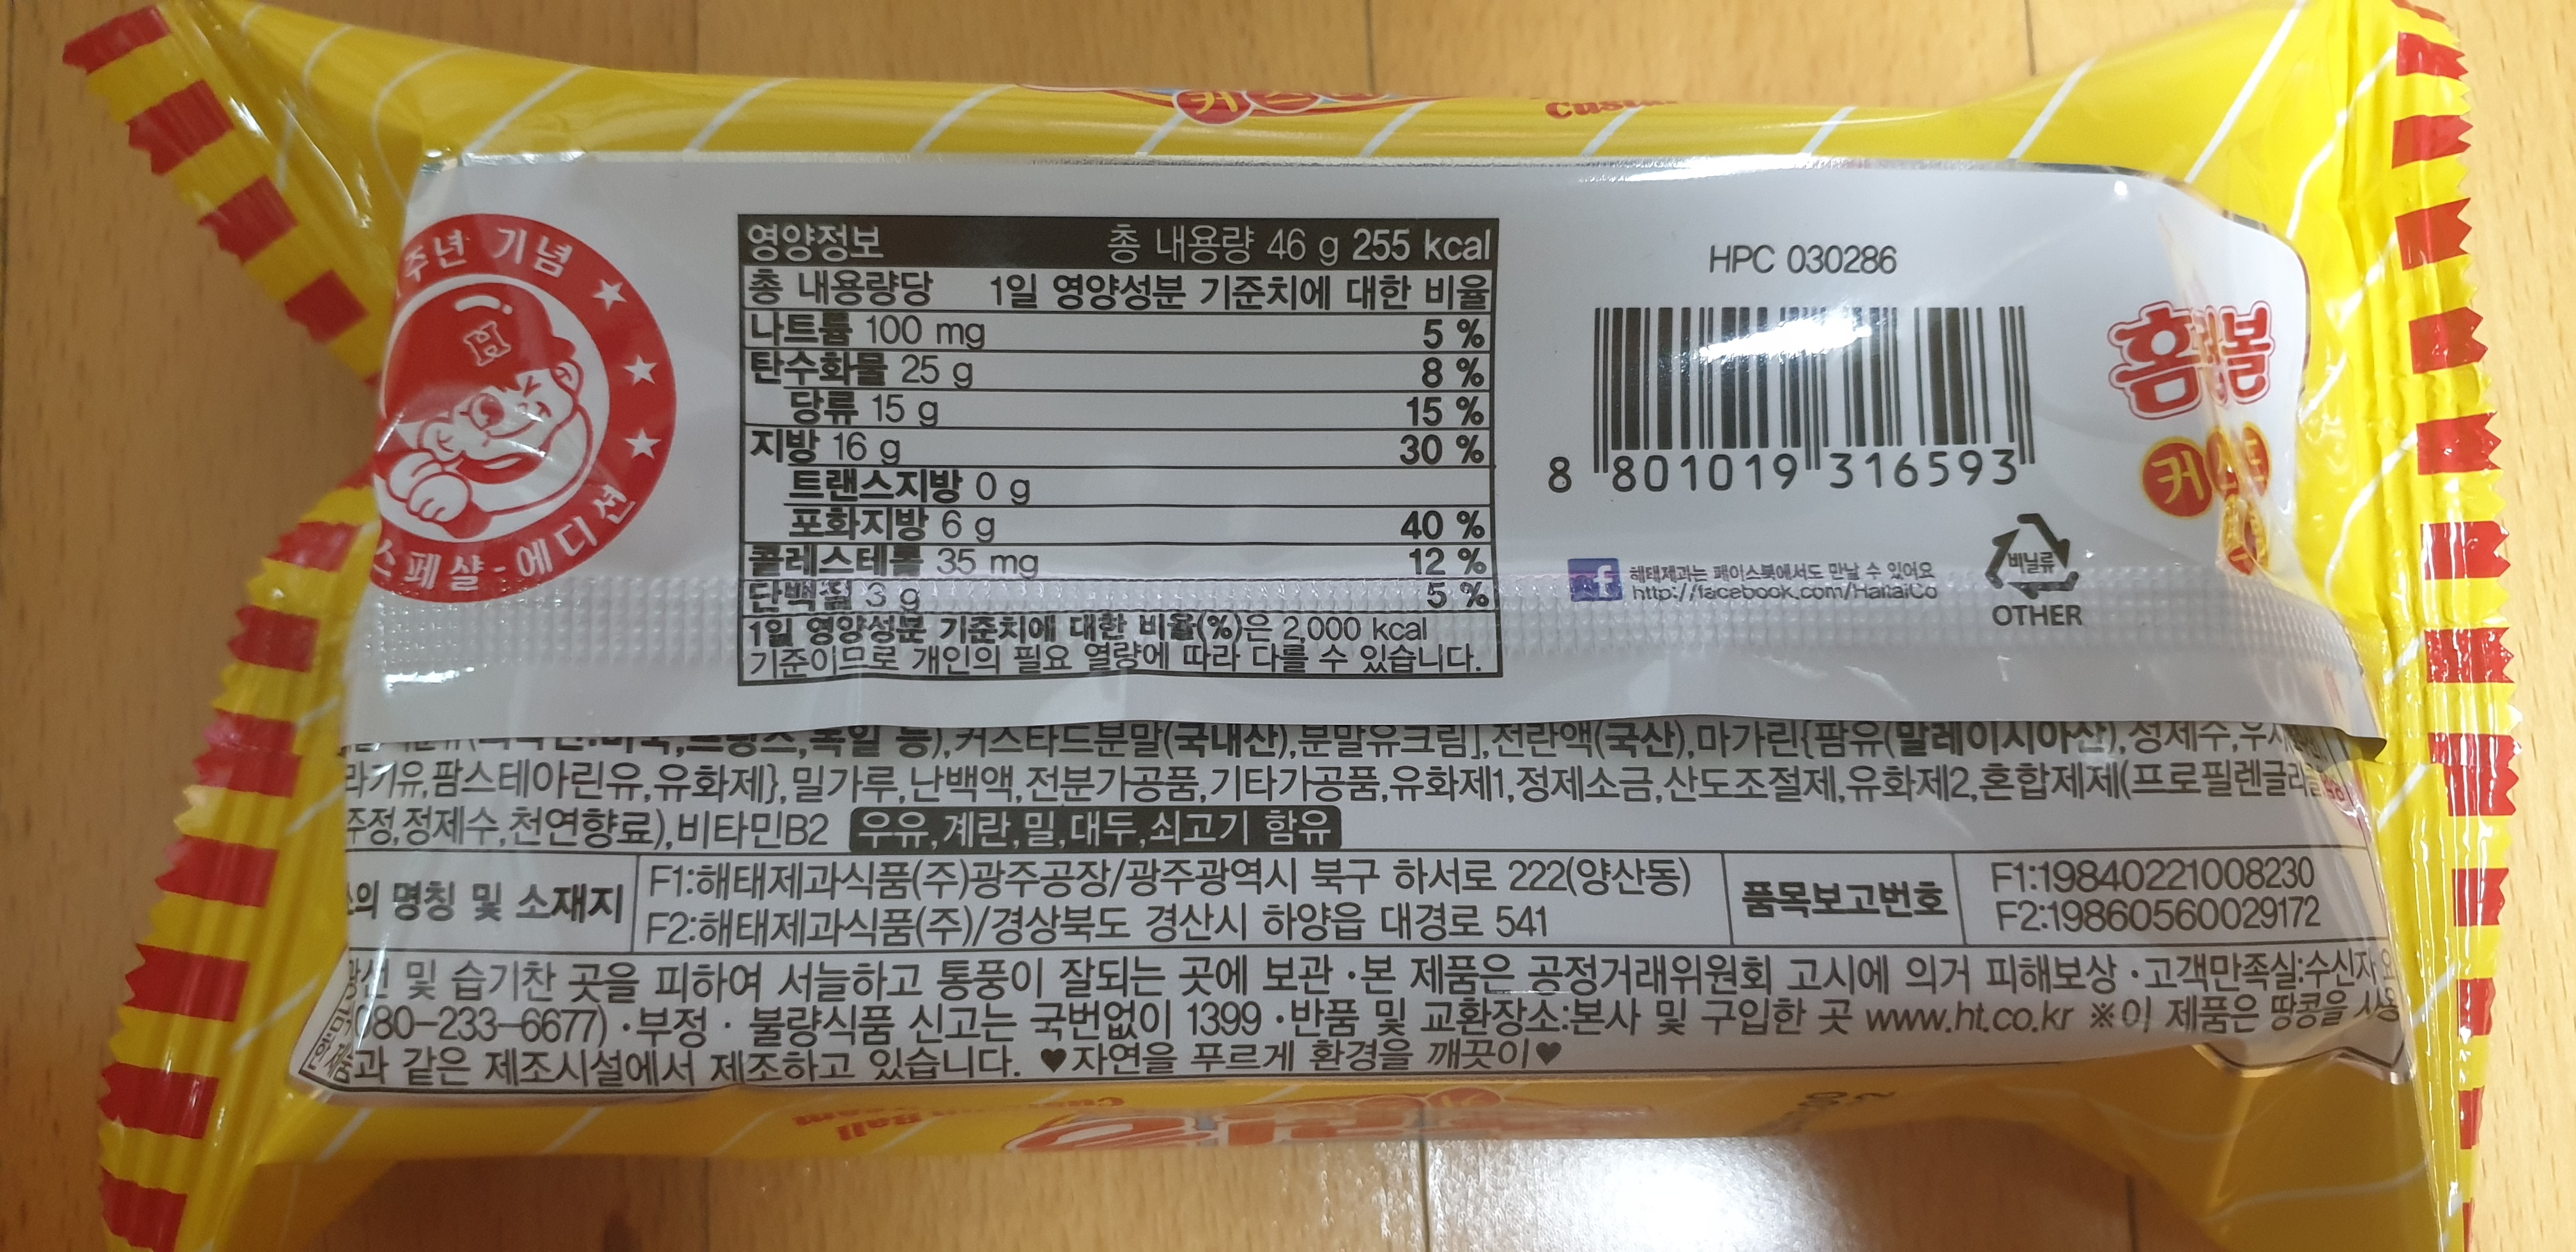 커스
주년 기념
H
스페샬-에디션
영양정보 총 내용량 46 g 255 kcal
총 내용량당 1일 영양성분 기준치에 대한 비율
나트륨 100 mg 5 %
탄수화물 25 g 8 %
당류 15 g 15 %
지방 16 g 30 %
트랜스지방 0 g
포화지방 6 g 40 %
콜레스테롤 35 mg 12 %
단백질 3 g 5 %
1일 영양성분 기준치에 대한 비율(%)은 2,000 kcal
기준이므로 개인의 필요 열량에 따라 다를 수 있습니다.
HPC 030286
8 801019 316593
홈런볼
커스터드
해태제과는 페이스북에서도 만날 수 있어요
http://facebook.com/HaitaiCo
비닐류
OTHER
독일 등),커스타드분말(국내산),분말유크림],전란액(국산),마가린{팜유(말레이시아산),정제수,우지
라기유,팜스테아린유,유화제},밀가루,난백액,전분가공품,기타가공품,유화제1,정제소금,산도조절제,유화제2,혼합제제(프로필렌글리콜
주정,정제수,천연향료),비타민B2 우유,계란,밀,대두,쇠고기 함유
의 명칭 및 소재지
F1:해태제과식품(주)광주공장/광주광역시 북구 하서로 222(양산동)
F2:해태제과식품(주)/경상북도 경산시 하양읍 대경로 541
품목보고번호
F1:19840221008230
F2:19860560029172
광선 및 습기찬 곳을 피하여 서늘하고 통풍이 잘되는 곳에 보관 ·본 제품은 공정거래위원회 고시에 의거 피해보상 ·고객만족실:수신자
080-233-6677) ·부정 · 불량식품 신고는 국번없이 1399 ·반품 및 교환장소:본사 및 구입한 곳 www.ht.co.kr ※이 제품은 땅콩을 사용
품과 같은 제조시설에서 제조하고 있습니다. ♥자연을 푸르게 환경을 깨끗이♥
Ball